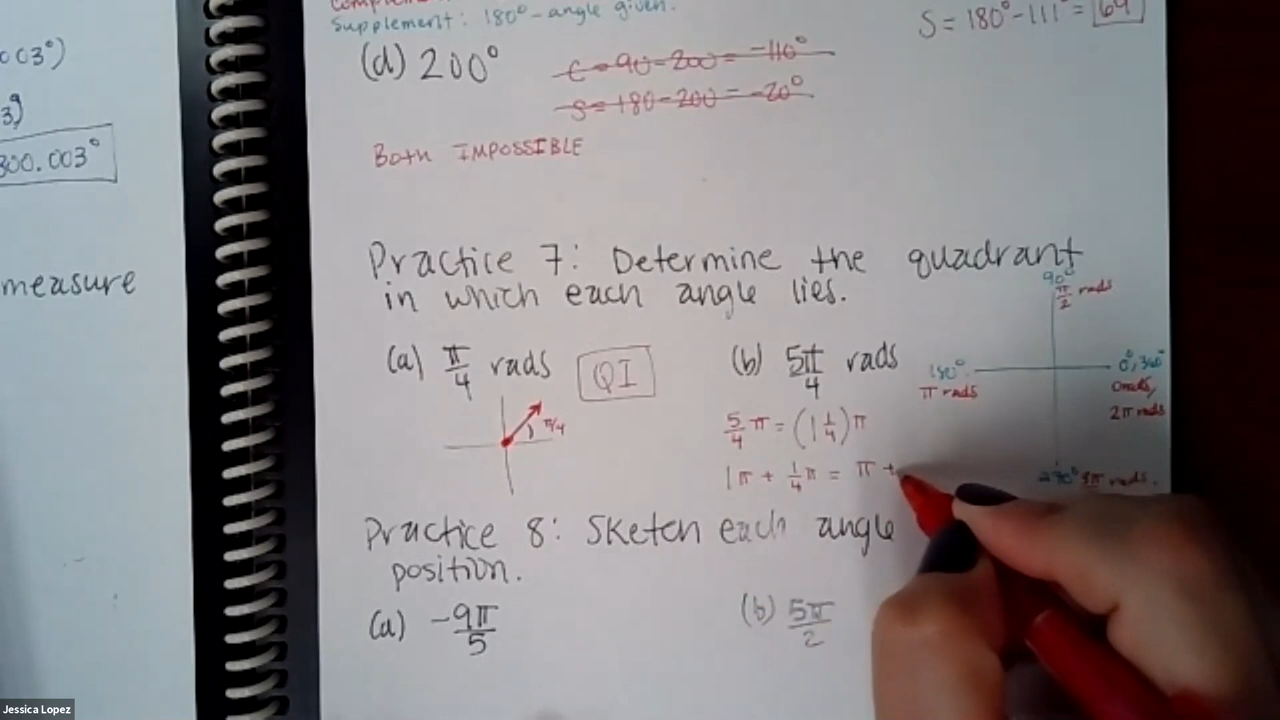 Supplement: 180°-angle given.
S = 180° - 111° = 69
(d) 200°
C = 90 - 200 = -110°
S = 180 - 200 = -20°
Both IMPOSSIBLE
003°)
300.003°
measure
Practice 7: Determine the quadrant
in which each angle lies.
(a) π/4 rads
QI
π/4
(b) 5π/4 rads
5/4 π = (1 1/4)π
1π + 1/4 π = π +
90°
π/2 rads
180°
π rads
0°, 360°
0 rads,
2π rads
270° rads.
Practice 8: Sketch each angle
position.
(a) -9π/5
(b) 5π/2
Jessica Lopez